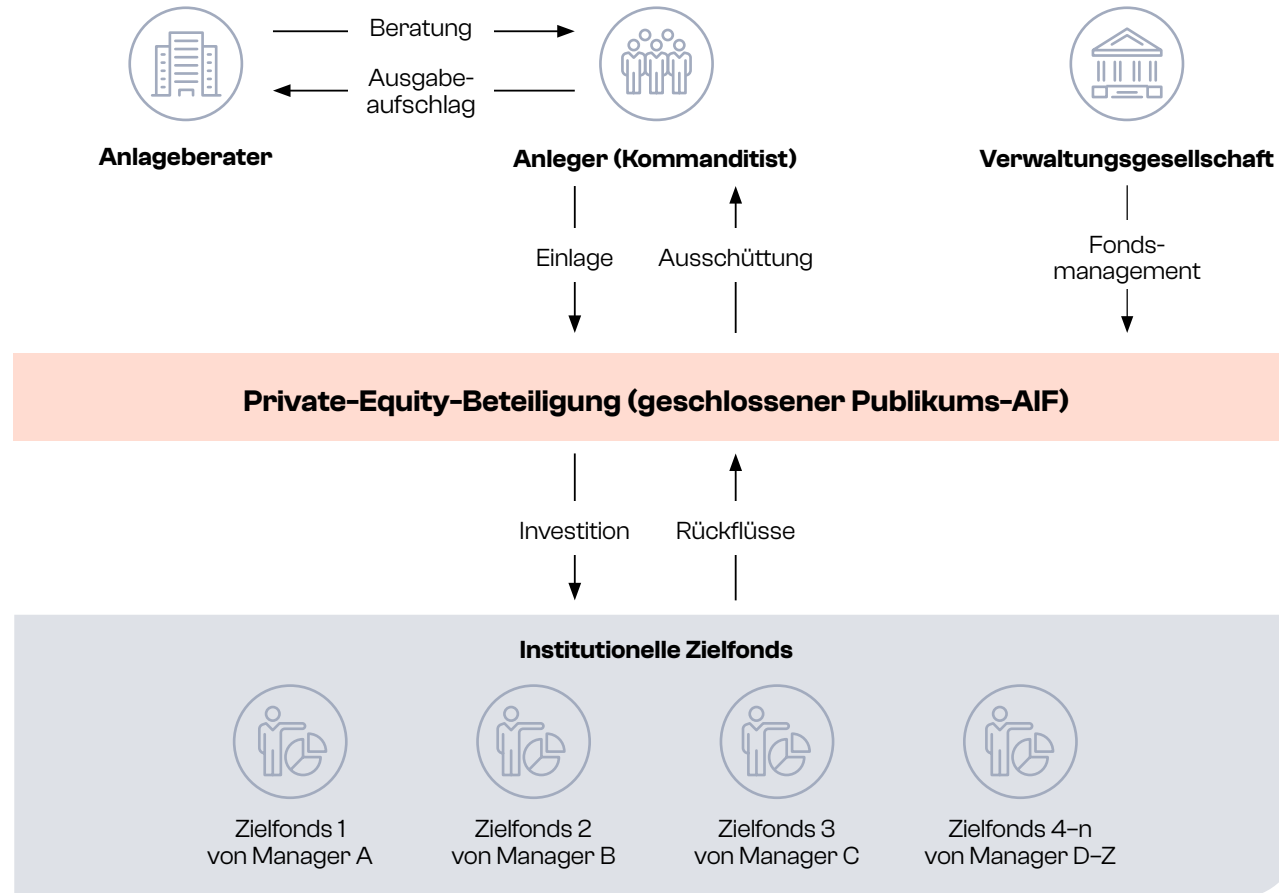 Beratung
Ausgabe-
aufschlag
Anlageberater
Anleger (Kommanditist)
Verwaltungsgesellschaft
Einlage
Ausschüttung
Fonds-
management
Private-Equity-Beteiligung (geschlossener Publikums-AIF)
Investition
Rückflüsse
Institutionelle Zielfonds
Zielfonds 1
von Manager A
Zielfonds 2
von Manager B
Zielfonds 3
von Manager C
Zielfonds 4–n
von Manager D–Z